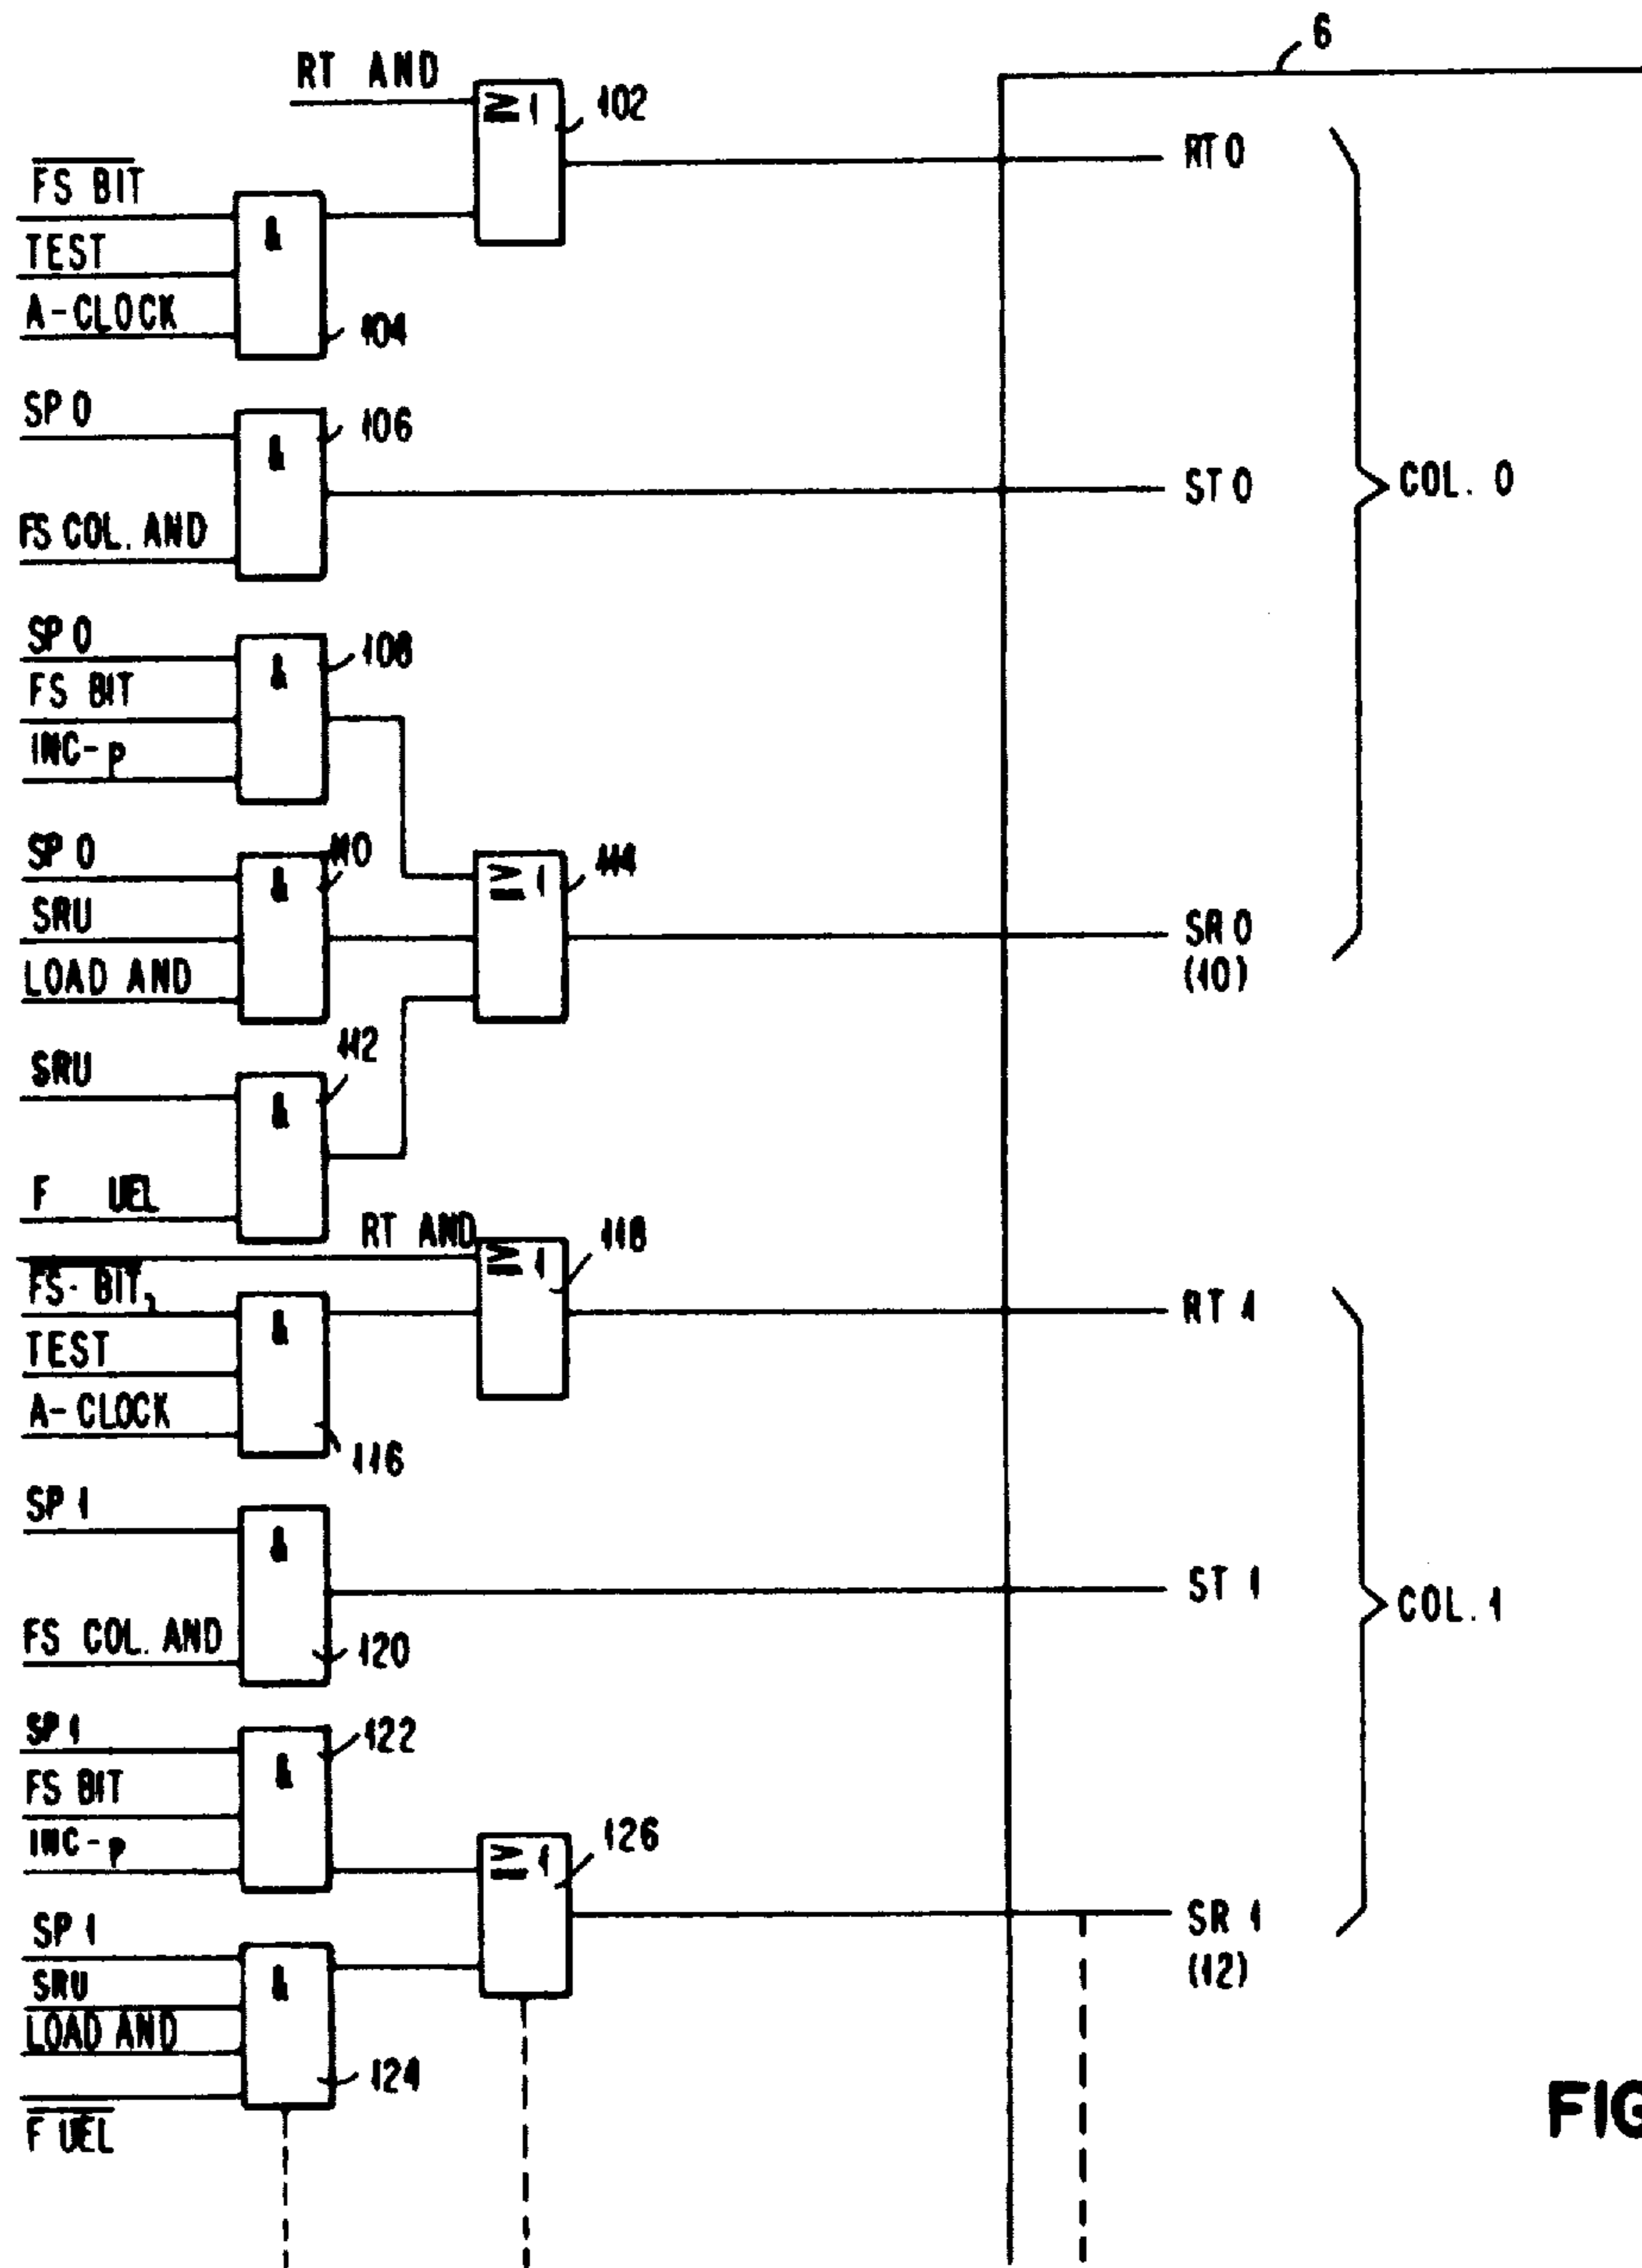 6
RT AND
≥1
102
RT 0
FS BIT
&
TEST
A-CLOCK
104
SP 0
&
106
ST 0
COL. 0
FS COL. AND
SP 0
&
108
FS BIT
INC-p
SP 0
&
110
≥1
114
SRU
SR 0
LOAD AND
(10)
112
SRU
&
F UEL
RT AND
≥1
118
FS-BIT
&
RT 1
TEST
A-CLOCK
116
SP 1
&
ST 1
COL. 1
FS COL. AND
120
SP 1
&
122
FS BIT
INC-p
≥1
126
SP 1
&
SR 1
SRU
(12)
LOAD AND
124
F UEL
FIG